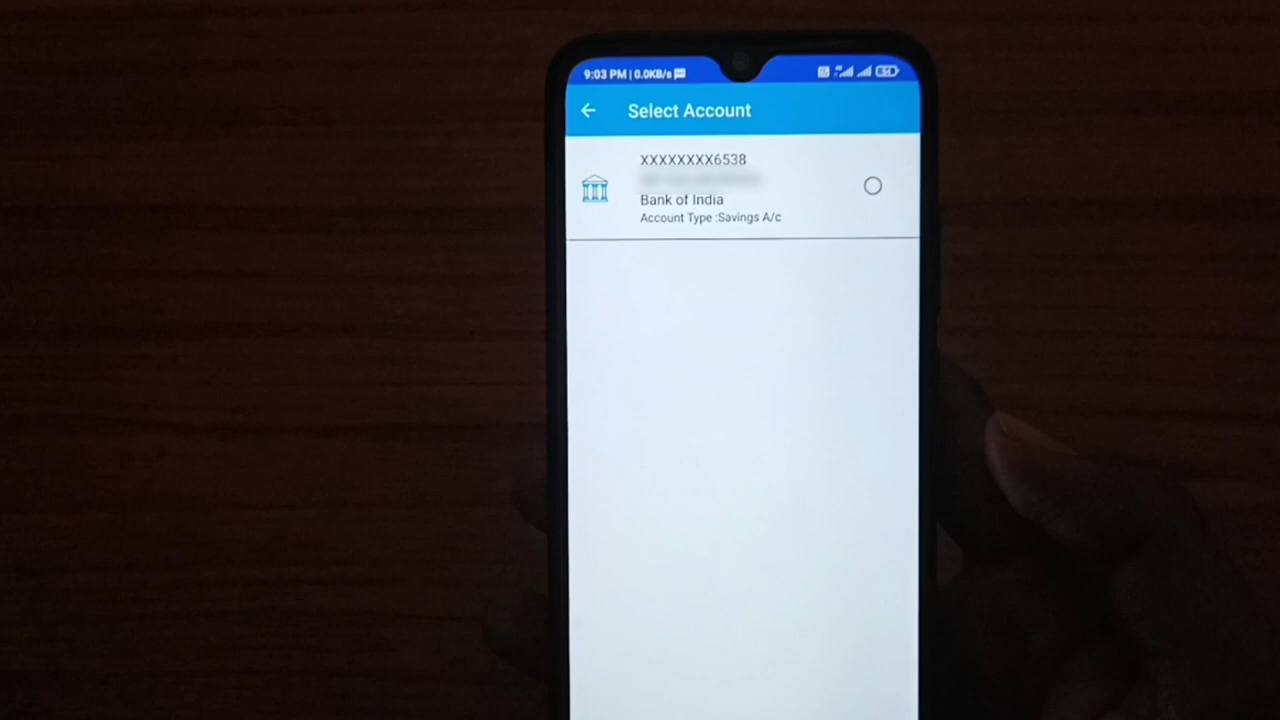 9:03 PM | 0.0KB/s
Select Account
XXXXXXXX6538
Bank of India
Account Type :Savings A/c